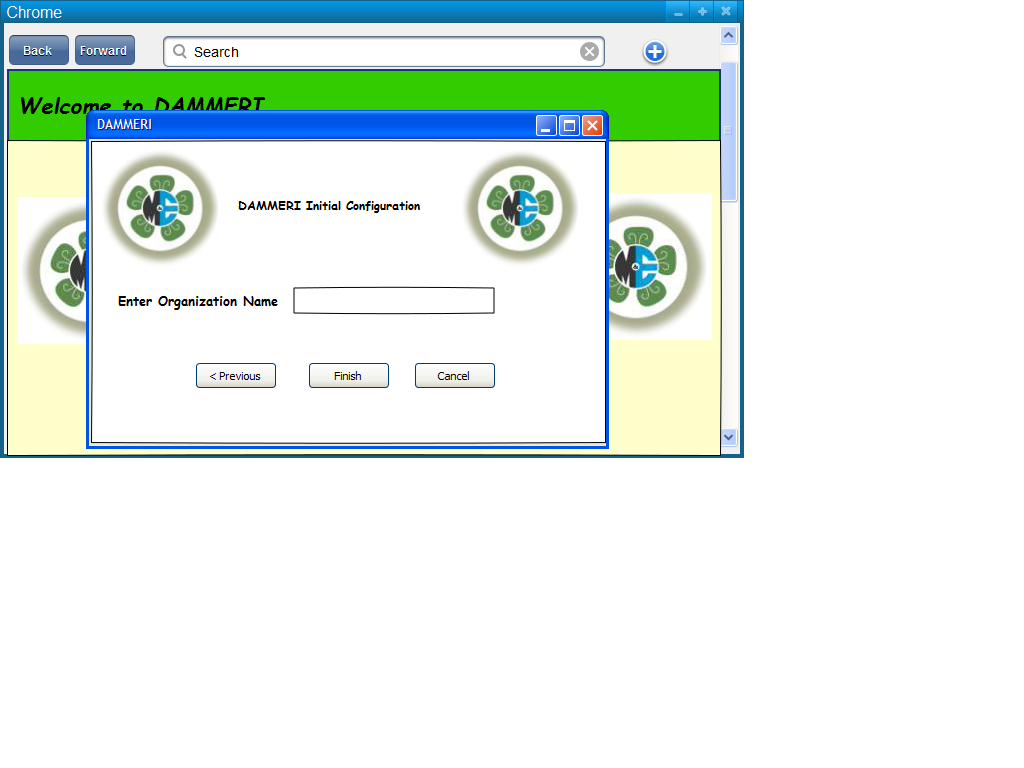 Chrome
Back
Forward
Search
Welcome to DAMMERI
DAMMERI
M&E
DAMMERI Initial Configuration
M&E
M
M&E
Enter Organization Name
< Previous
Finish
Cancel